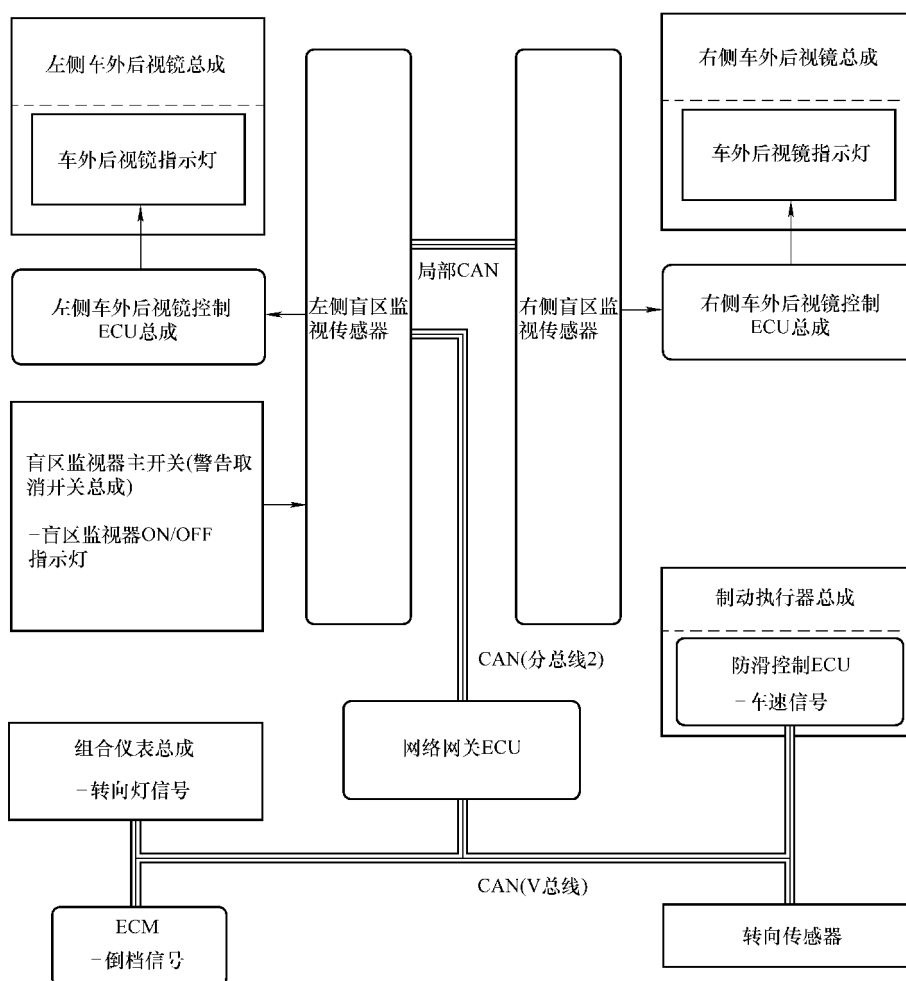 左侧车外后视镜总成
车外后视镜指示灯
左侧车外后视镜控制
ECU总成
盲区监视器主开关(警告取
消开关总成)
-盲区监视器ON/OFF
指示灯
左侧盲区监
视传感器
局部CAN
右侧盲区监
视传感器
右侧车外后视镜总成
车外后视镜指示灯
右侧车外后视镜控制
ECU总成
制动执行器总成
防滑控制ECU
-车速信号
CAN(分总线2)
网络网关ECU
组合仪表总成
-转向灯信号
CAN(V总线)
ECM
-倒档信号
转向传感器